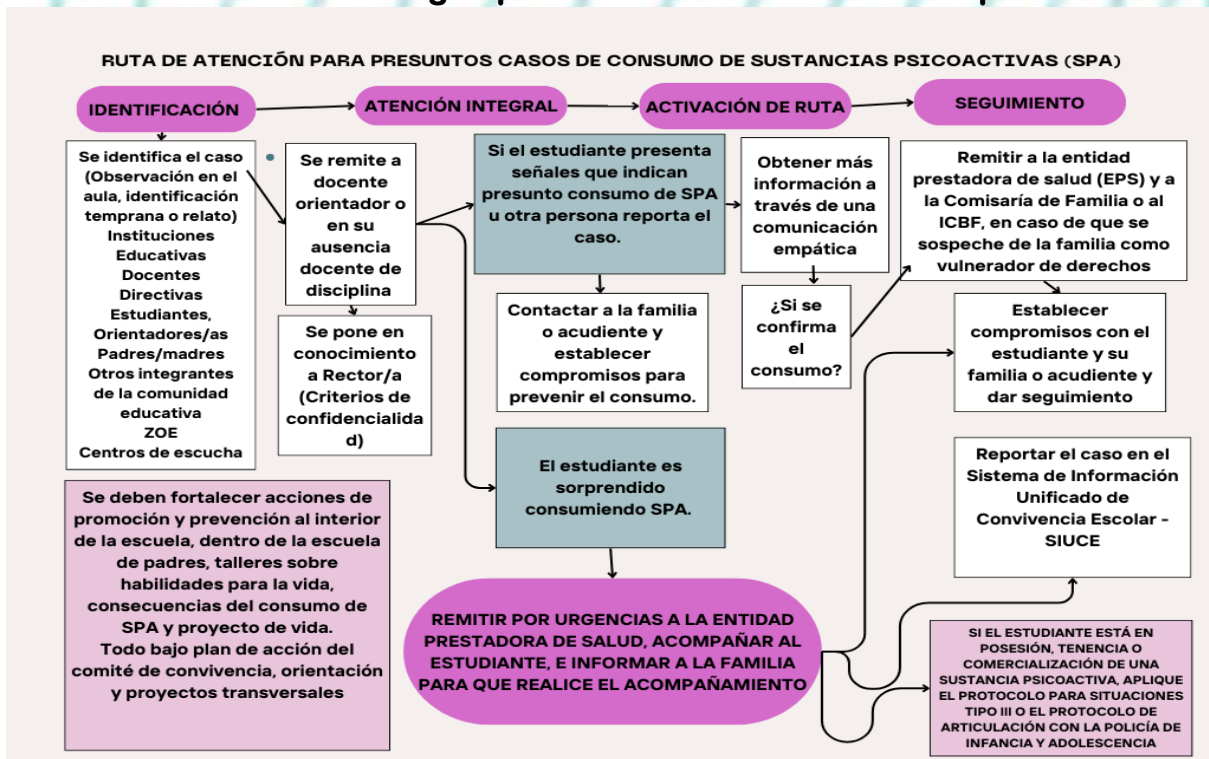 RUTA DE ATENCIÓN PARA PRESUNTOS CASOS DE CONSUMO DE SUSTANCIAS PSICOACTIVAS (SPA)
IDENTIFICACIÓN
ATENCIÓN INTEGRAL
ACTIVACIÓN DE RUTA
SEGUIMIENTO
Se identifica el caso
(Observación en el
aula, identificación
temprana o relato)
Instituciones
Educativas
Docentes
Directivas
Estudiantes,
Orientadores/as
Padres/madres
Otros integrantes
de la comunidad
educativa
ZOE
Centros de escucha
Se remite a
docente
orientador o
en su
ausencia
docente de
disciplina
Se pone en
conocimiento
a Rector/a
(Criterios de
confidencialida
d)
Si el estudiante presenta
señales que indican
presunto consumo de SPA
u otra persona reporta el
caso.
Contactar a la familia
o acudiente y
establecer
compromisos para
prevenir el consumo.
Obtener más
información a
través de una
comunicación
empática
¿Si se
confirma
el
consumo?
Remitir a la entidad
prestadora de salud (EPS) y a
la Comisaría de Familia o al
ICBF, en caso de que se
sospeche de la familia como
vulnerador de derechos
Establecer
compromisos con el
estudiante y su
familia o acudiente y
dar seguimiento
El estudiante es
sorprendido
consumiendo SPA.
Reportar el caso en el
Sistema de Información
Unificado de
Convivencia Escolar -
SIUCE
Se deben fortalecer acciones de
promoción y prevención al interior
de la escuela, dentro de la escuela
de padres, talleres sobre
habilidades para la vida,
consecuencias del consumo de
SPA y proyecto de vida.
Todo bajo plan de acción del
comité de convivencia, orientación
y proyectos transversales
REMITIR POR URGENCIAS A LA ENTIDAD
PRESTADORA DE SALUD, ACOMPAÑAR AL
ESTUDIANTE, E INFORMAR A LA FAMILIA
PARA QUE REALICE EL ACOMPAÑAMIENTO
SI EL ESTUDIANTE ESTÁ EN
POSESIÓN, TENENCIA O
COMERCIALIZACIÓN DE UNA
SUSTANCIA PSICOACTIVA, APLIQUE
EL PROTOCOLO PARA SITUACIONES
TIPO III O EL PROTOCOLO DE
ARTICULACIÓN CON LA POLICÍA DE
INFANCIA Y ADOLESCENCIA